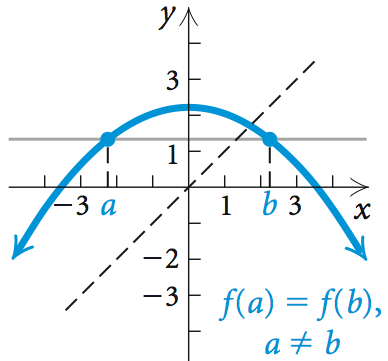 y
3
1
−3 a 1 b 3 x
−2
−3
f(a) = f(b),
a ≠ b